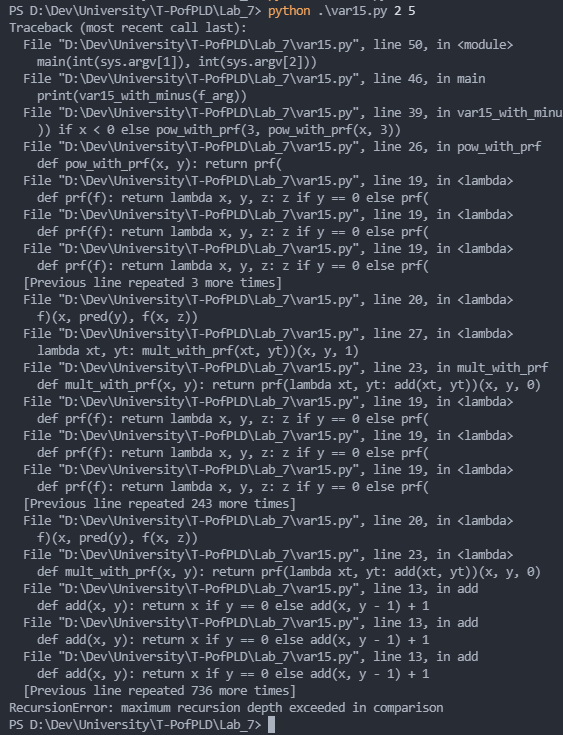 PS D:\Dev\University\T-PofPLD\Lab_7> python .\var15.py 2 5
Traceback (most recent call last):
  File "D:\Dev\University\T-PofPLD\Lab_7\var15.py", line 50, in <module>
    main(int(sys.argv[1]), int(sys.argv[2]))
  File "D:\Dev\University\T-PofPLD\Lab_7\var15.py", line 46, in main
    print(var15_with_minus(f_arg))
  File "D:\Dev\University\T-PofPLD\Lab_7\var15.py", line 39, in var15_with_minu
    )) if x < 0 else pow_with_prf(3, pow_with_prf(x, 3))
  File "D:\Dev\University\T-PofPLD\Lab_7\var15.py", line 26, in pow_with_prf
    def pow_with_prf(x, y): return prf(
  File "D:\Dev\University\T-PofPLD\Lab_7\var15.py", line 19, in <lambda>
    def prf(f): return lambda x, y, z: z if y == 0 else prf(
  File "D:\Dev\University\T-PofPLD\Lab_7\var15.py", line 19, in <lambda>
    def prf(f): return lambda x, y, z: z if y == 0 else prf(
  File "D:\Dev\University\T-PofPLD\Lab_7\var15.py", line 19, in <lambda>
    def prf(f): return lambda x, y, z: z if y == 0 else prf(
  [Previous line repeated 3 more times]
  File "D:\Dev\University\T-PofPLD\Lab_7\var15.py", line 20, in <lambda>
    f)(x, pred(y), f(x, z))
  File "D:\Dev\University\T-PofPLD\Lab_7\var15.py", line 27, in <lambda>
    lambda xt, yt: mult_with_prf(xt, yt))(x, y, 1)
  File "D:\Dev\University\T-PofPLD\Lab_7\var15.py", line 23, in mult_with_prf
    def mult_with_prf(x, y): return prf(lambda xt, yt: add(xt, yt))(x, y, 0)
  File "D:\Dev\University\T-PofPLD\Lab_7\var15.py", line 19, in <lambda>
    def prf(f): return lambda x, y, z: z if y == 0 else prf(
  File "D:\Dev\University\T-PofPLD\Lab_7\var15.py", line 19, in <lambda>
    def prf(f): return lambda x, y, z: z if y == 0 else prf(
  File "D:\Dev\University\T-PofPLD\Lab_7\var15.py", line 19, in <lambda>
    def prf(f): return lambda x, y, z: z if y == 0 else prf(
  [Previous line repeated 243 more times]
  File "D:\Dev\University\T-PofPLD\Lab_7\var15.py", line 20, in <lambda>
    f)(x, pred(y), f(x, z))
  File "D:\Dev\University\T-PofPLD\Lab_7\var15.py", line 23, in <lambda>
    def mult_with_prf(x, y): return prf(lambda xt, yt: add(xt, yt))(x, y, 0)
  File "D:\Dev\University\T-PofPLD\Lab_7\var15.py", line 13, in add
    def add(x, y): return x if y == 0 else add(x, y - 1) + 1
  File "D:\Dev\University\T-PofPLD\Lab_7\var15.py", line 13, in add
    def add(x, y): return x if y == 0 else add(x, y - 1) + 1
  File "D:\Dev\University\T-PofPLD\Lab_7\var15.py", line 13, in add
    def add(x, y): return x if y == 0 else add(x, y - 1) + 1
  [Previous line repeated 736 more times]
RecursionError: maximum recursion depth exceeded in comparison
PS D:\Dev\University\T-PofPLD\Lab_7>